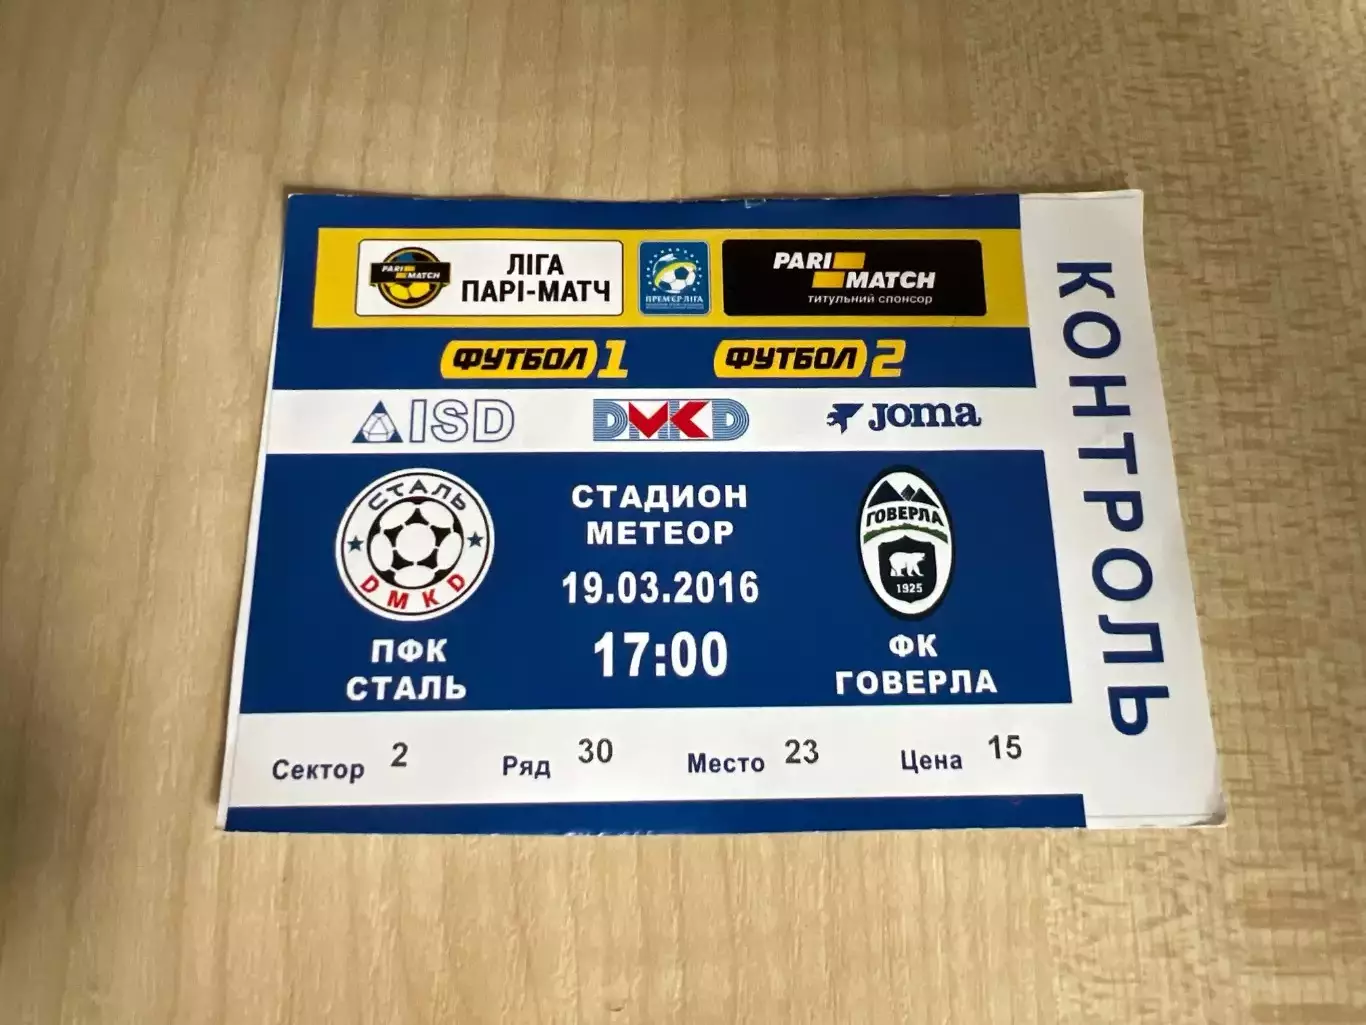 PARI MATCH
ЛІГА
ПАРІ-МАТЧ
ПРЕМ'ЄР-ЛІГА
PARI MATCH
титульний спонсор
ФУТБОЛ 1
ФУТБОЛ 2
ISD
DMKD
JOMA
СТАЛЬ
DMKD
ПФК
СТАЛЬ
СТАДИОН
МЕТЕОР
19.03.2016
17:00
ГОВЕРЛА
1925
ФК
ГОВЕРЛА
Сектор 2 Ряд 30 Место 23 Цена 15
КОНТРОЛЬ